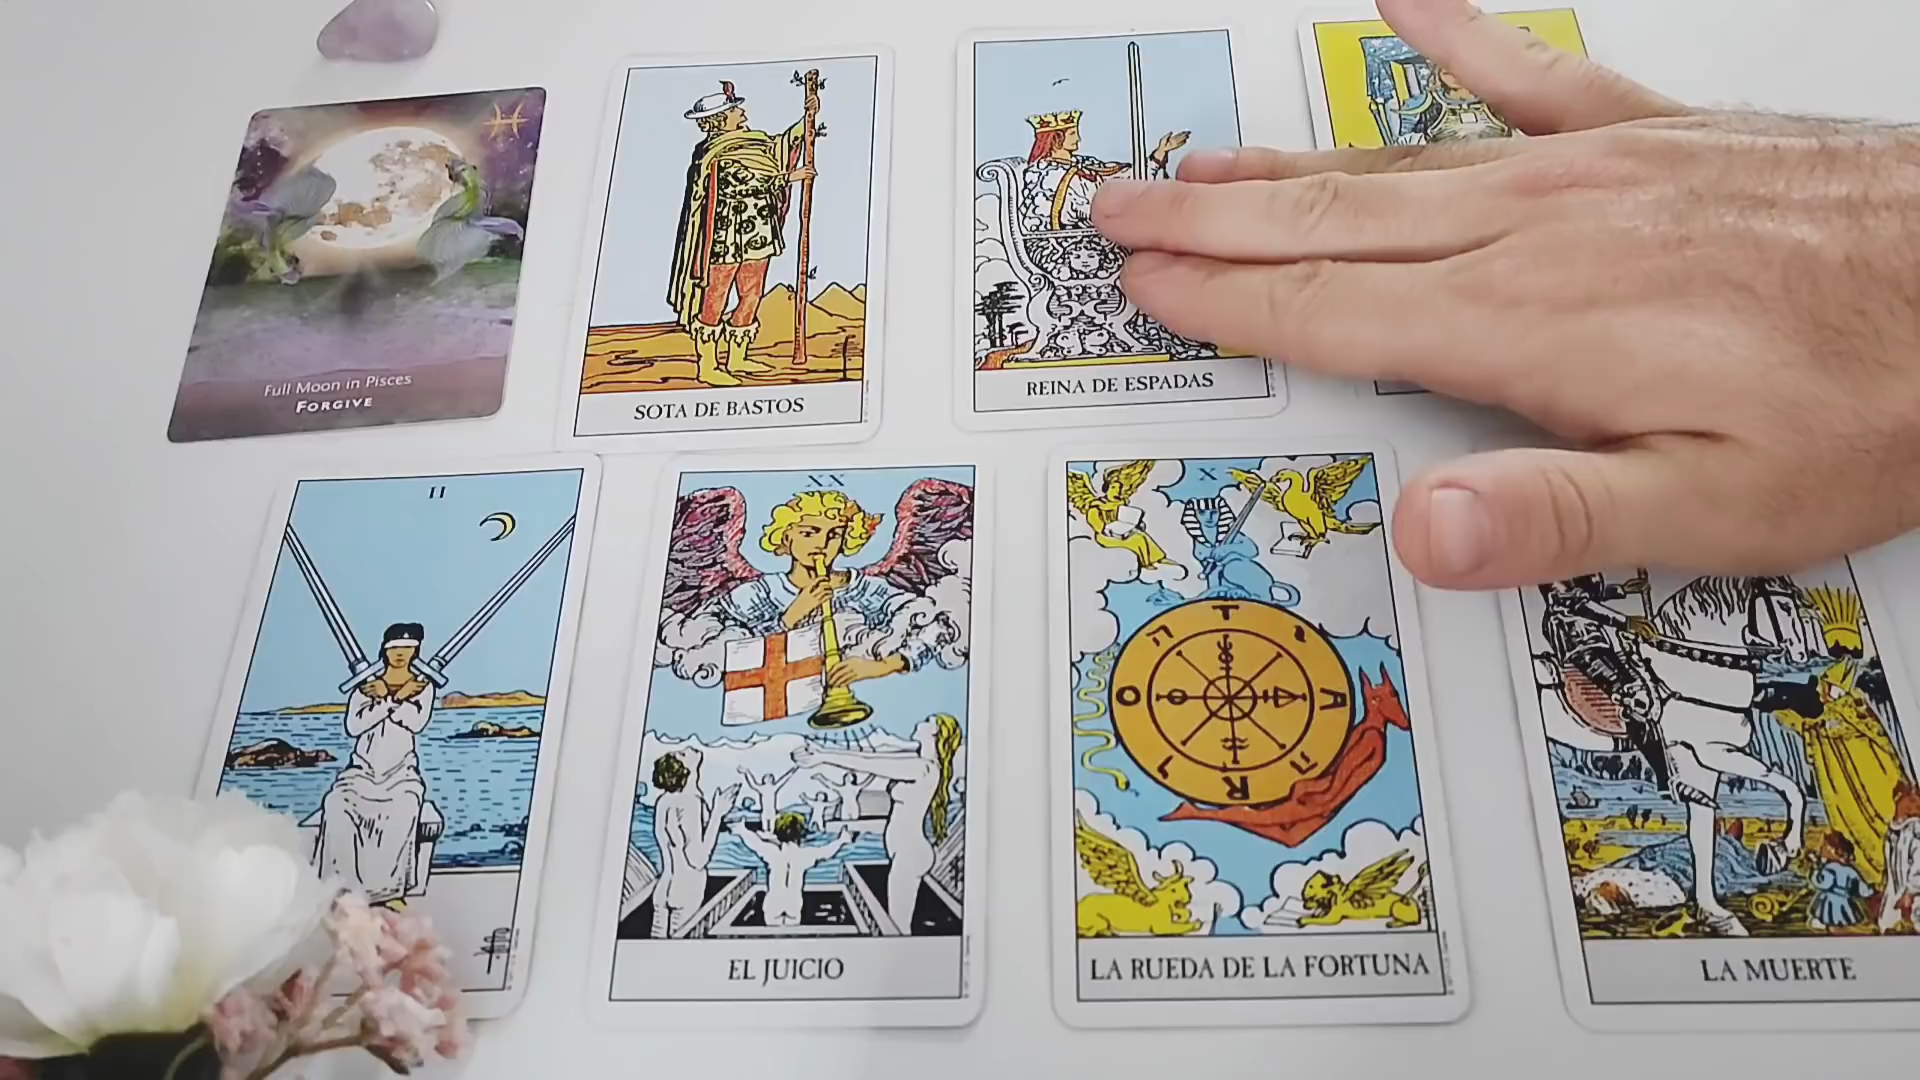 Full Moon in Pisces
FORGIVE
SOTA DE BASTOS
REINA DE ESPADAS
II
XX
EL JUICIO
X
T
A
R
O
LA RUEDA DE LA FORTUNA
LA MUERTE